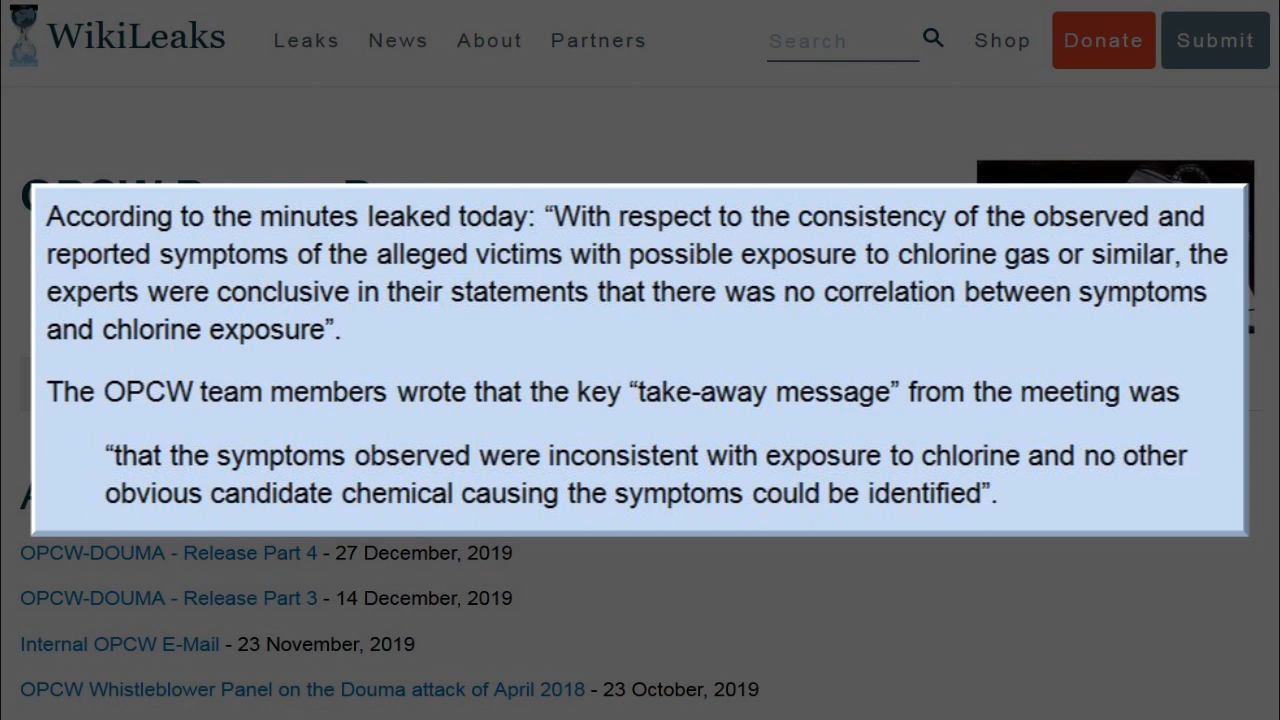 WikiLeaks Leaks News About Partners Search Shop Donate Submit
According to the minutes leaked today: “With respect to the consistency of the observed and
reported symptoms of the alleged victims with possible exposure to chlorine gas or similar, the
experts were conclusive in their statements that there was no correlation between symptoms
and chlorine exposure”.
The OPCW team members wrote that the key “take-away message” from the meeting was
“that the symptoms observed were inconsistent with exposure to chlorine and no other
obvious candidate chemical causing the symptoms could be identified”.
OPCW-DOUMA - Release Part 4 - 27 December, 2019
OPCW-DOUMA - Release Part 3 - 14 December, 2019
Internal OPCW E-Mail - 23 November, 2019
OPCW Whistleblower Panel on the Douma attack of April 2018 - 23 October, 2019